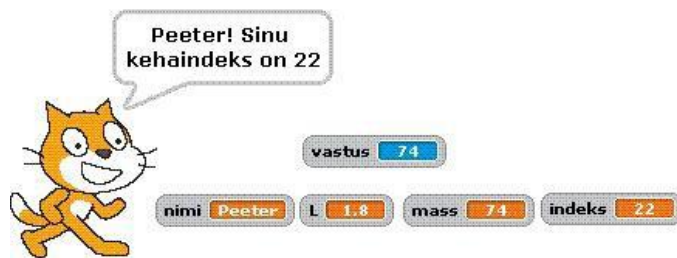 Peeter! Sinu
kehaindeks on 22
vastus 74
nimi Peeter L 1.8 mass 74 indeks 22